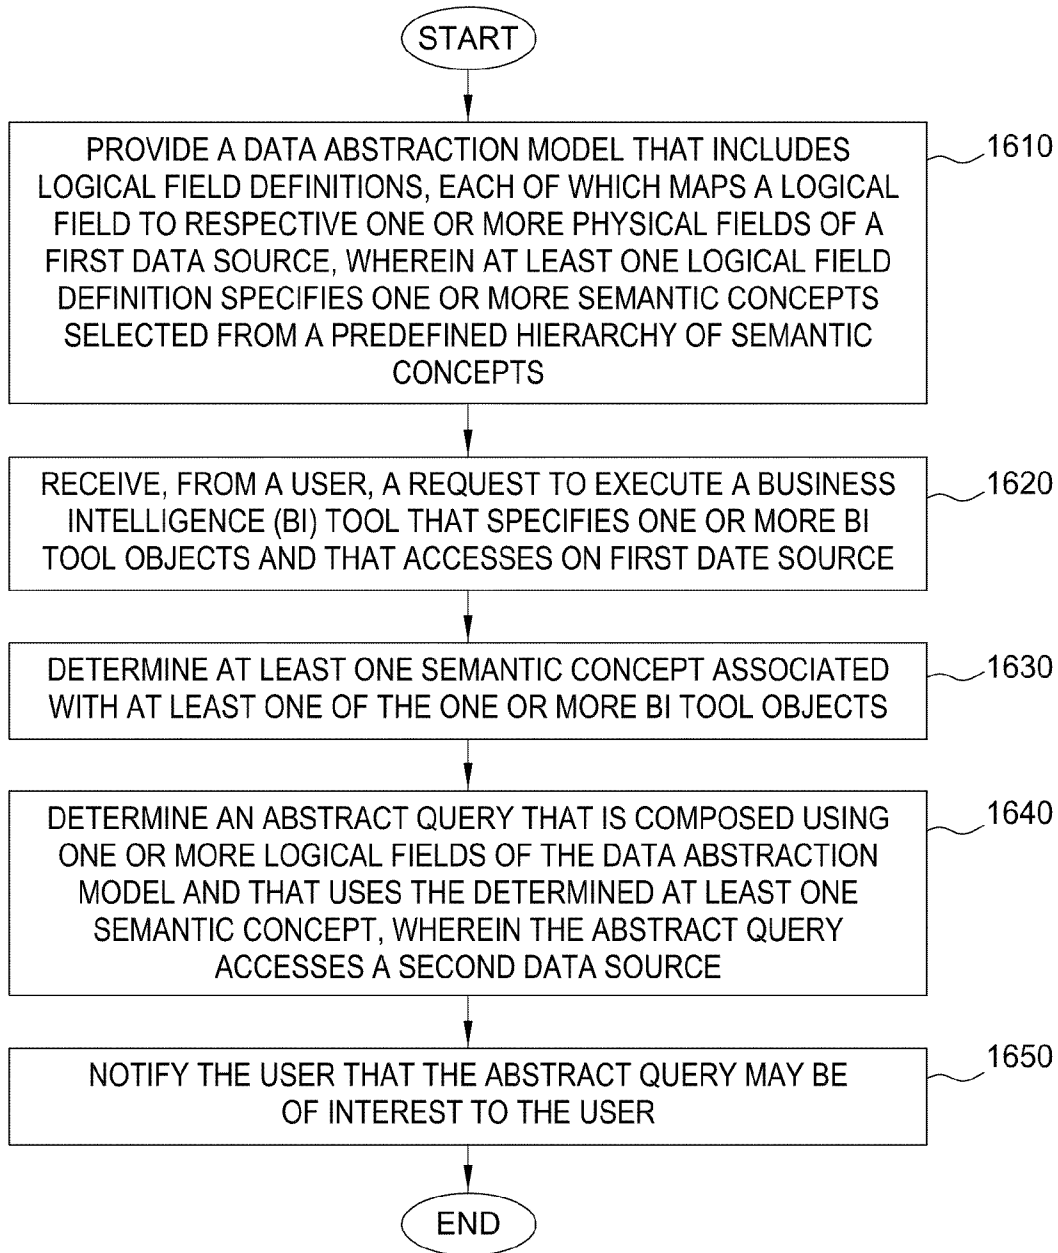 START
PROVIDE A DATA ABSTRACTION MODEL THAT INCLUDES
LOGICAL FIELD DEFINITIONS, EACH OF WHICH MAPS A LOGICAL
FIELD TO RESPECTIVE ONE OR MORE PHYSICAL FIELDS OF A
FIRST DATA SOURCE, WHEREIN AT LEAST ONE LOGICAL FIELD
DEFINITION SPECIFIES ONE OR MORE SEMANTIC CONCEPTS
SELECTED FROM A PREDEFINED HIERARCHY OF SEMANTIC
CONCEPTS
1610
RECEIVE, FROM A USER, A REQUEST TO EXECUTE A BUSINESS
INTELLIGENCE (BI) TOOL THAT SPECIFIES ONE OR MORE BI
TOOL OBJECTS AND THAT ACCESSES ON FIRST DATE SOURCE
1620
DETERMINE AT LEAST ONE SEMANTIC CONCEPT ASSOCIATED
WITH AT LEAST ONE OF THE ONE OR MORE BI TOOL OBJECTS
1630
DETERMINE AN ABSTRACT QUERY THAT IS COMPOSED USING
ONE OR MORE LOGICAL FIELDS OF THE DATA ABSTRACTION
MODEL AND THAT USES THE DETERMINED AT LEAST ONE
SEMANTIC CONCEPT, WHEREIN THE ABSTRACT QUERY
ACCESSES A SECOND DATA SOURCE
1640
NOTIFY THE USER THAT THE ABSTRACT QUERY MAY BE
OF INTEREST TO THE USER
1650
END